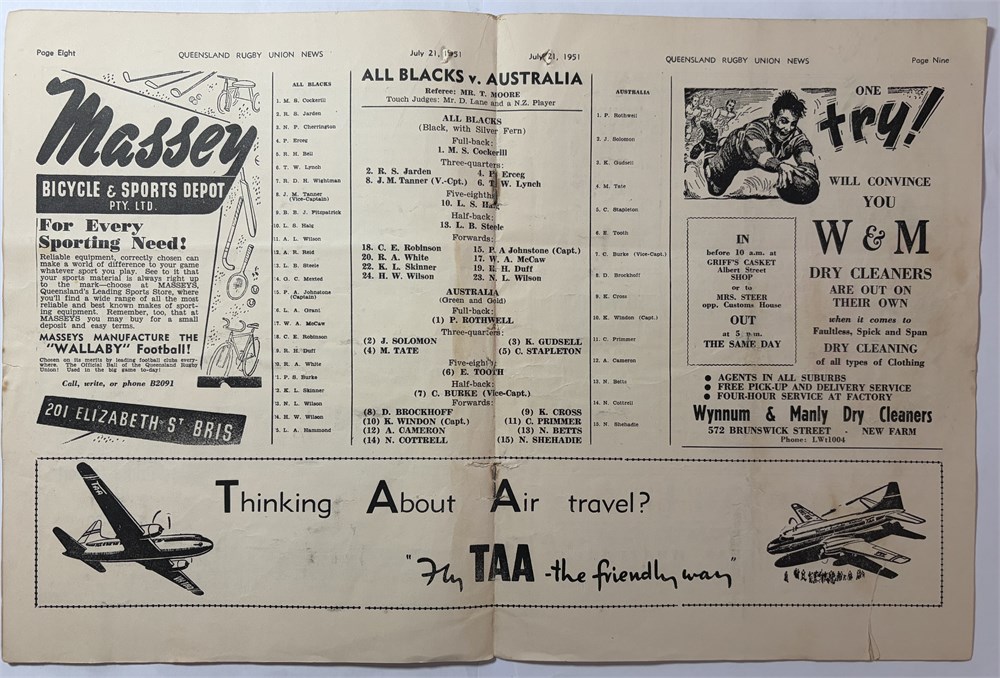 Page Eight
QUEENSLAND RUGBY UNION NEWS
July 21, 1951
July 21, 1951
QUEENSLAND RUGBY UNION NEWS
Page Nine
Massey
BICYCLE & SPORTS DEPOT
PTY. LTD.
For Every
Sporting Need!
Reliable equipment, correctly chosen can
make a world of difference to your game
whatever sport you play. See to it that
your sports material is always right up
to the mark—choose at MASSEYS,
Queensland's Leading Sports Store, where
you'll find a wide range of all the most
reliable and best known makes of sport-
ing equipment. Remember, too, that at
MASSEYS you may buy for a small
deposit and easy terms.
MASSEYS MANUFACTURE THE
"WALLABY" Football!
Chosen on its merits by leading football clubs every-
where. The Official Ball of the Queensland Rugby
Union! Used in the big game to-day!
Call, write, or phone B2091
201 ELIZABETH ST BRIS
ALL BLACKS
1. M. S. Cockerill
2. R. S. Jarden
3. N. P. Cherrington
4. P. Erceg
5. R. H. Bell
6. T. W. Lynch
7. R. D. H. Wightman
8. J. M. Tanner
(Vice-Captain)
9. B. B. J. Fitzpatrick
10. L. S. Haig
11. A. L. Wilson
12. A. R. Reid
13. L. B. Steele
14. G. G. Mexted
15. P. A. Johnstone
(Captain)
16. L. A. Grant
17. W. A. McCaw
18. C. E. Robinson
19. R. H. Duff
20. R. A. White
21. P. S. Burke
22. K. L. Skinner
23. N. L. Wilson
24. H. W. Wilson
25. L. A. Hammond
ALL BLACKS v. AUSTRALIA
Referee: MR. T. MOORE
Touch Judges: Mr. D. Lane and a N.Z. Player
ALL BLACKS
(Black, with Silver Fern)
Full-back:
1. M. S. Cockerill
Three-quarters:
2. R. S. Jarden 4. P. Erceg
8. J. M. Tanner (V.-Cpt.) 6. T. W. Lynch
Five-eighth:
10. L. S. Haig
Half-back:
13. L. B. Steele
Forwards:
18. C. E. Robinson 15. P. A Johnstone (Capt.)
20. R. A. White 17. W. A. McCaw
22. K. L. Skinner 19. R. H. Duff
24. H. W. Wilson 23. N. L. Wilson
AUSTRALIA
(Green and Gold)
Full-back:
(1) P. ROTHWELL
Three-quarters:
(2) J. SOLOMON (3) K. GUDSELL
(4) M. TATE (5) C. STAPLETON
Five-eighth:
(6) E. TOOTH
Half-back:
(7) C. BURKE (Vice-Capt.)
Forwards:
(8) D. BROCKHOFF (9) K. CROSS
(10) K. WINDON (Capt.) (11) C. PRIMMER
(12) A. CAMERON (13) N. BETTS
(14) N. COTTRELL (15) N. SHEHADIE
AUSTRALIA
1. P. Rothwell
2. J. Solomon
3. K. Gudsell
4. M. Tate
5. C. Stapleton
6. E. Tooth
7. C. Burke (Vice-Capt.)
8. D. Brockhoff
9. K. Cross
10. K. Windon (Capt.)
11. C. Primmer
12. A. Cameron
13. N. Betts
14. N. Cottrell
15. N. Shehadie
ONE
try!
WILL CONVINCE
YOU
W & M
DRY CLEANERS
ARE OUT ON
THEIR OWN
when it comes to
Faultless, Spick and Span
DRY CLEANING
of all types of Clothing
IN
before 10 a.m. at
GRIFF'S CASKET
Albert Street
SHOP
or to
MRS. STEER
opp. Customs House
OUT
at 5 p.m.
THE SAME DAY
● AGENTS IN ALL SUBURBS
● FREE PICK-UP AND DELIVERY SERVICE
● FOUR-HOUR SERVICE AT FACTORY
Wynnum & Manly Dry Cleaners
572 BRUNSWICK STREET - NEW FARM
Phone: LW1004
Thinking About Air travel?
"Fly TAA - the friendly way"
TAA